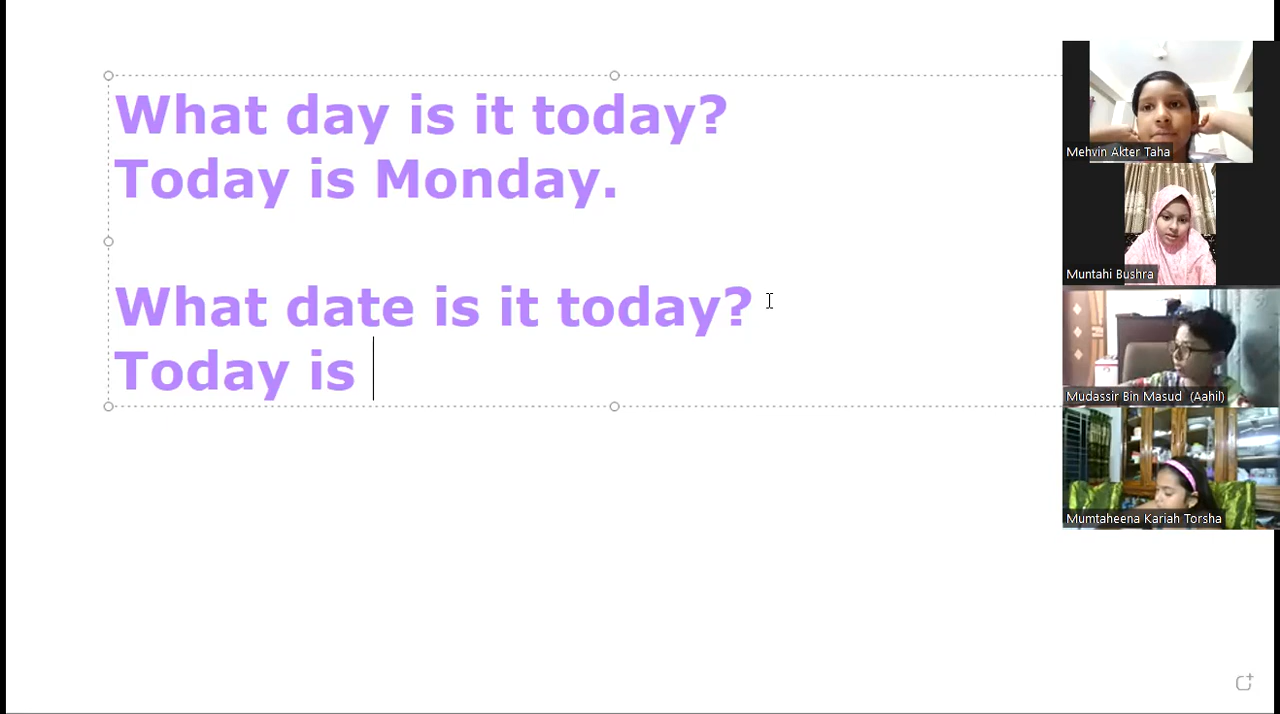 What day is it today?
Today is Monday.
What date is it today?
Today is
Mehvin Akter Taha
Muntahi Bushra
Mudassir Bin Masud (Aahil)
Mumtaheena Kariah Torsha